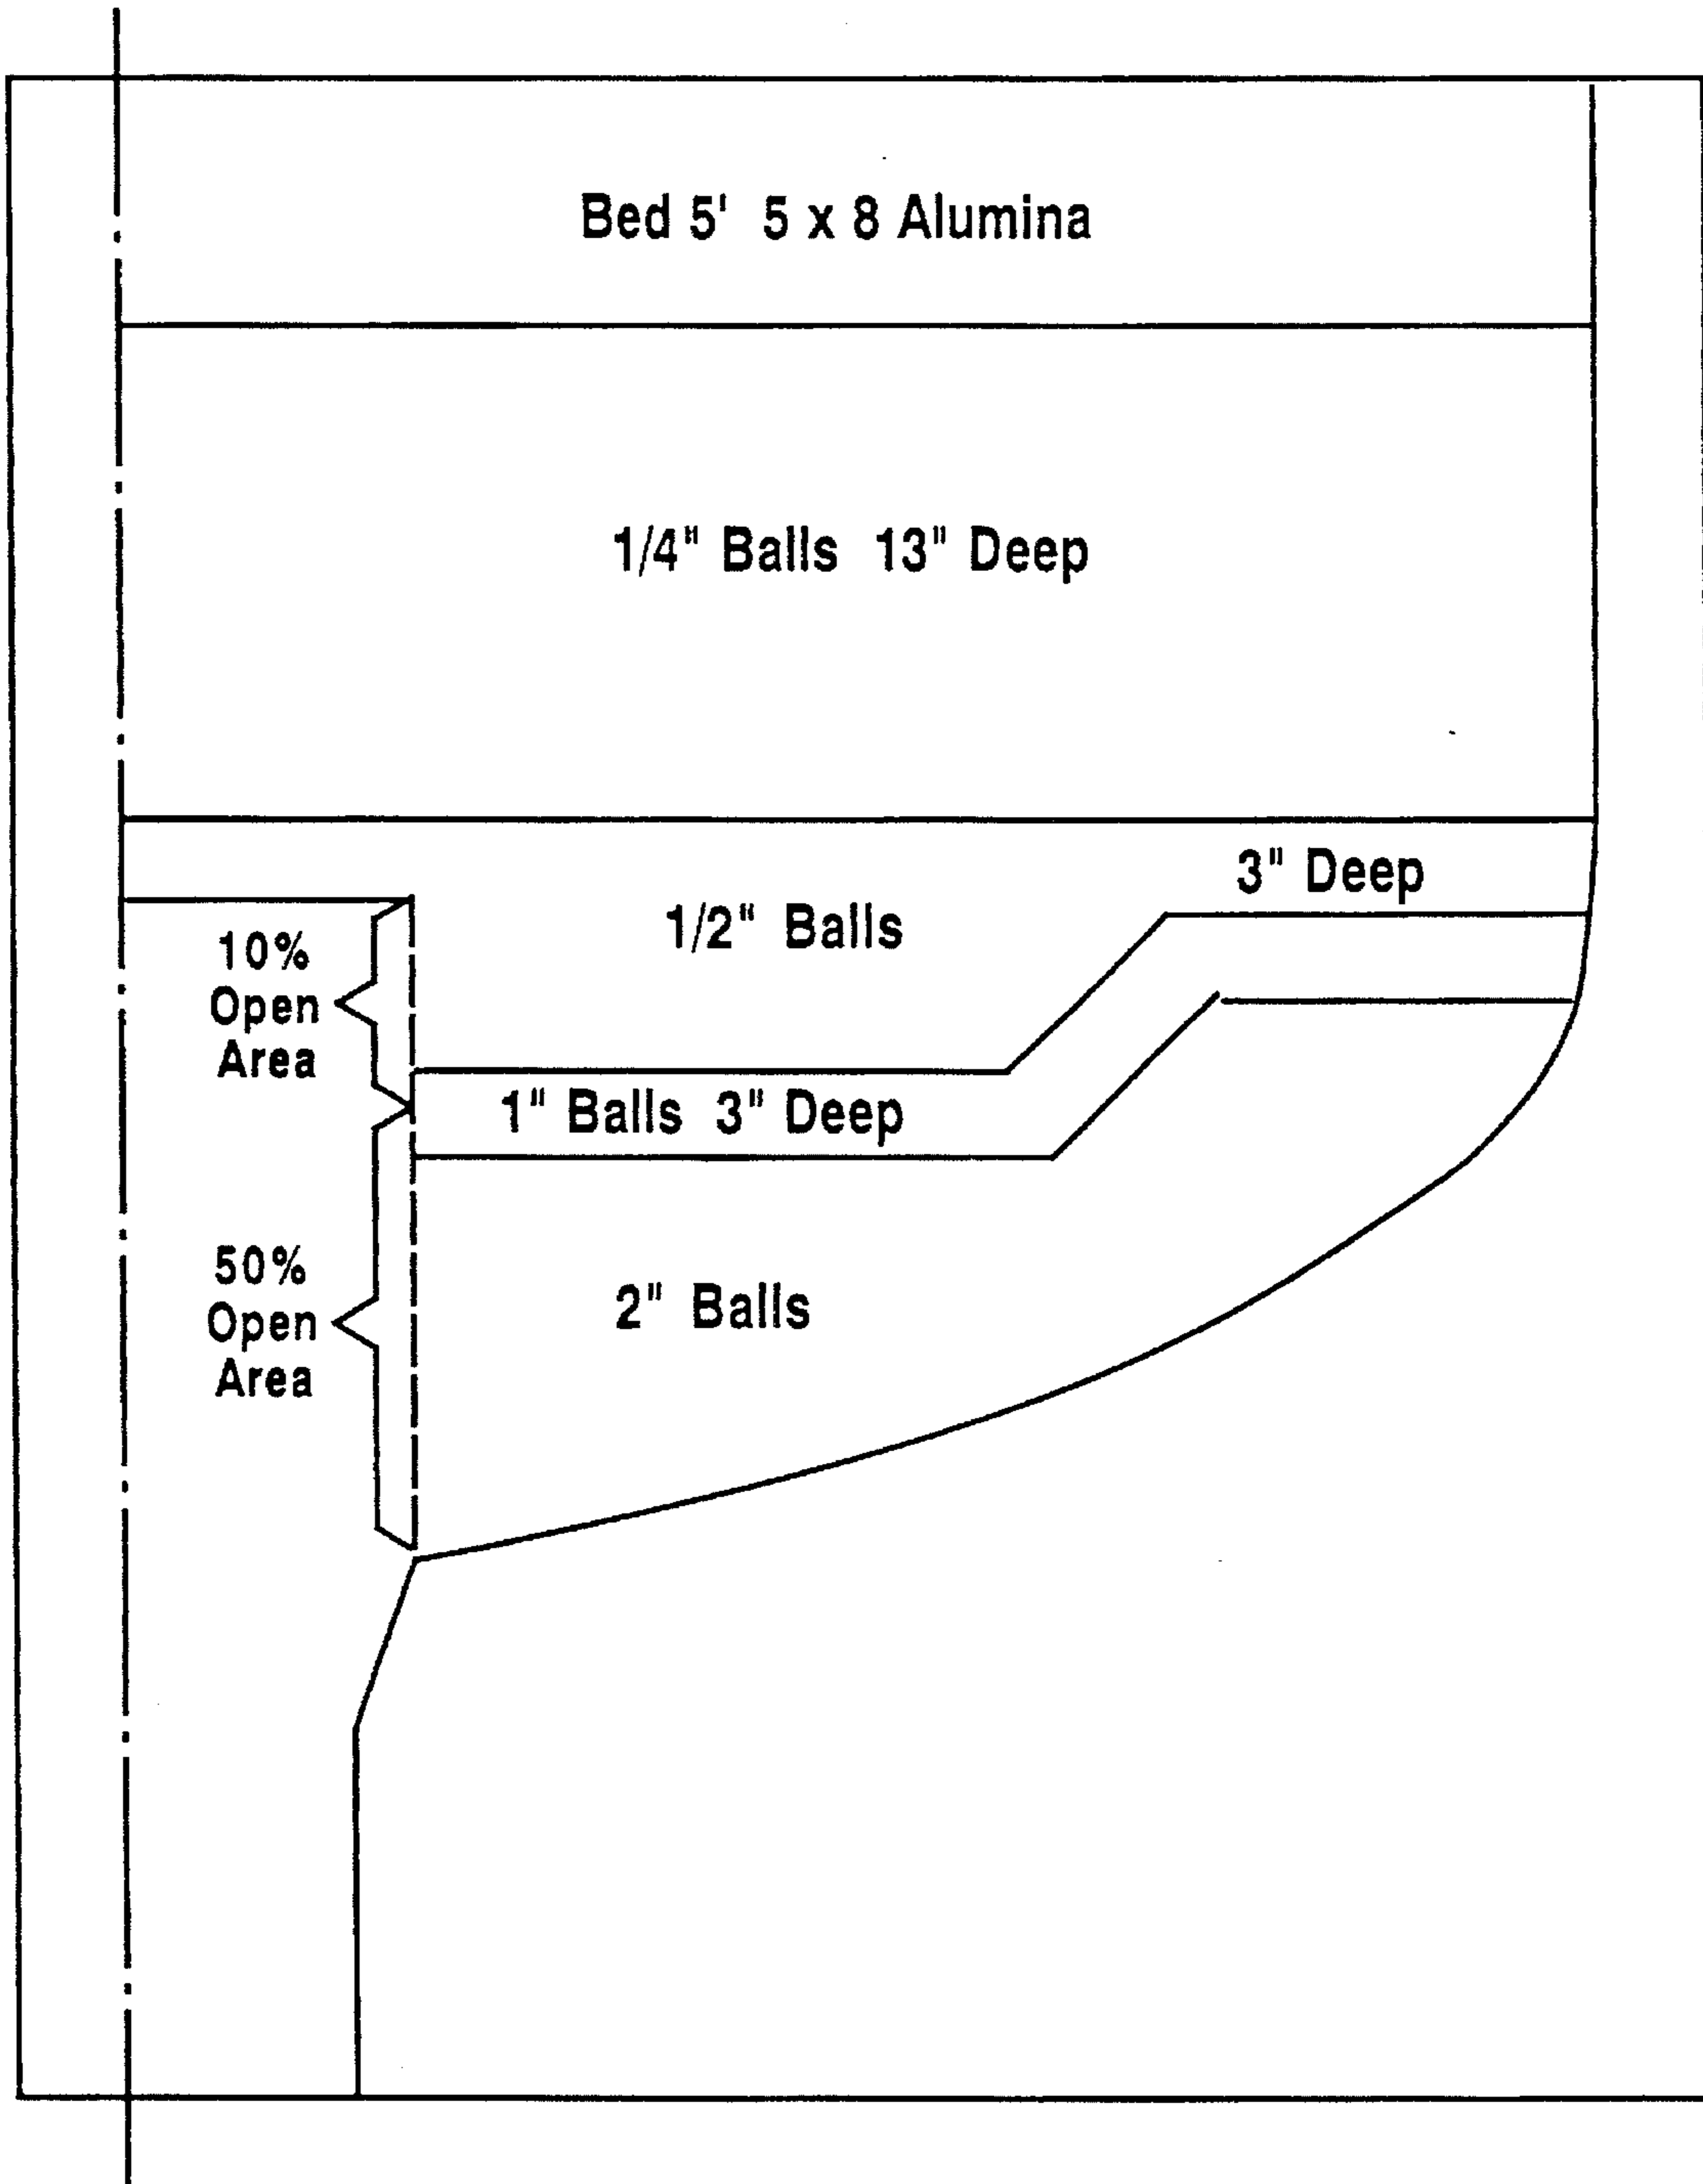 Bed 5' 5 x 8 Alumina
1/4" Balls 13" Deep
3" Deep
1/2" Balls
10%
Open
Area
1" Balls 3" Deep
50%
Open
Area
2" Balls